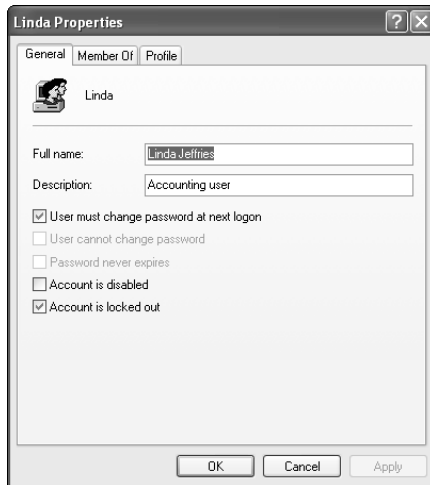 Linda Properties
General Member Of Profile
Linda
Full name: Linda Jeffries
Description: Accounting user
User must change password at next logon
User cannot change password
Password never expires
Account is disabled
Account is locked out
OK Cancel Apply